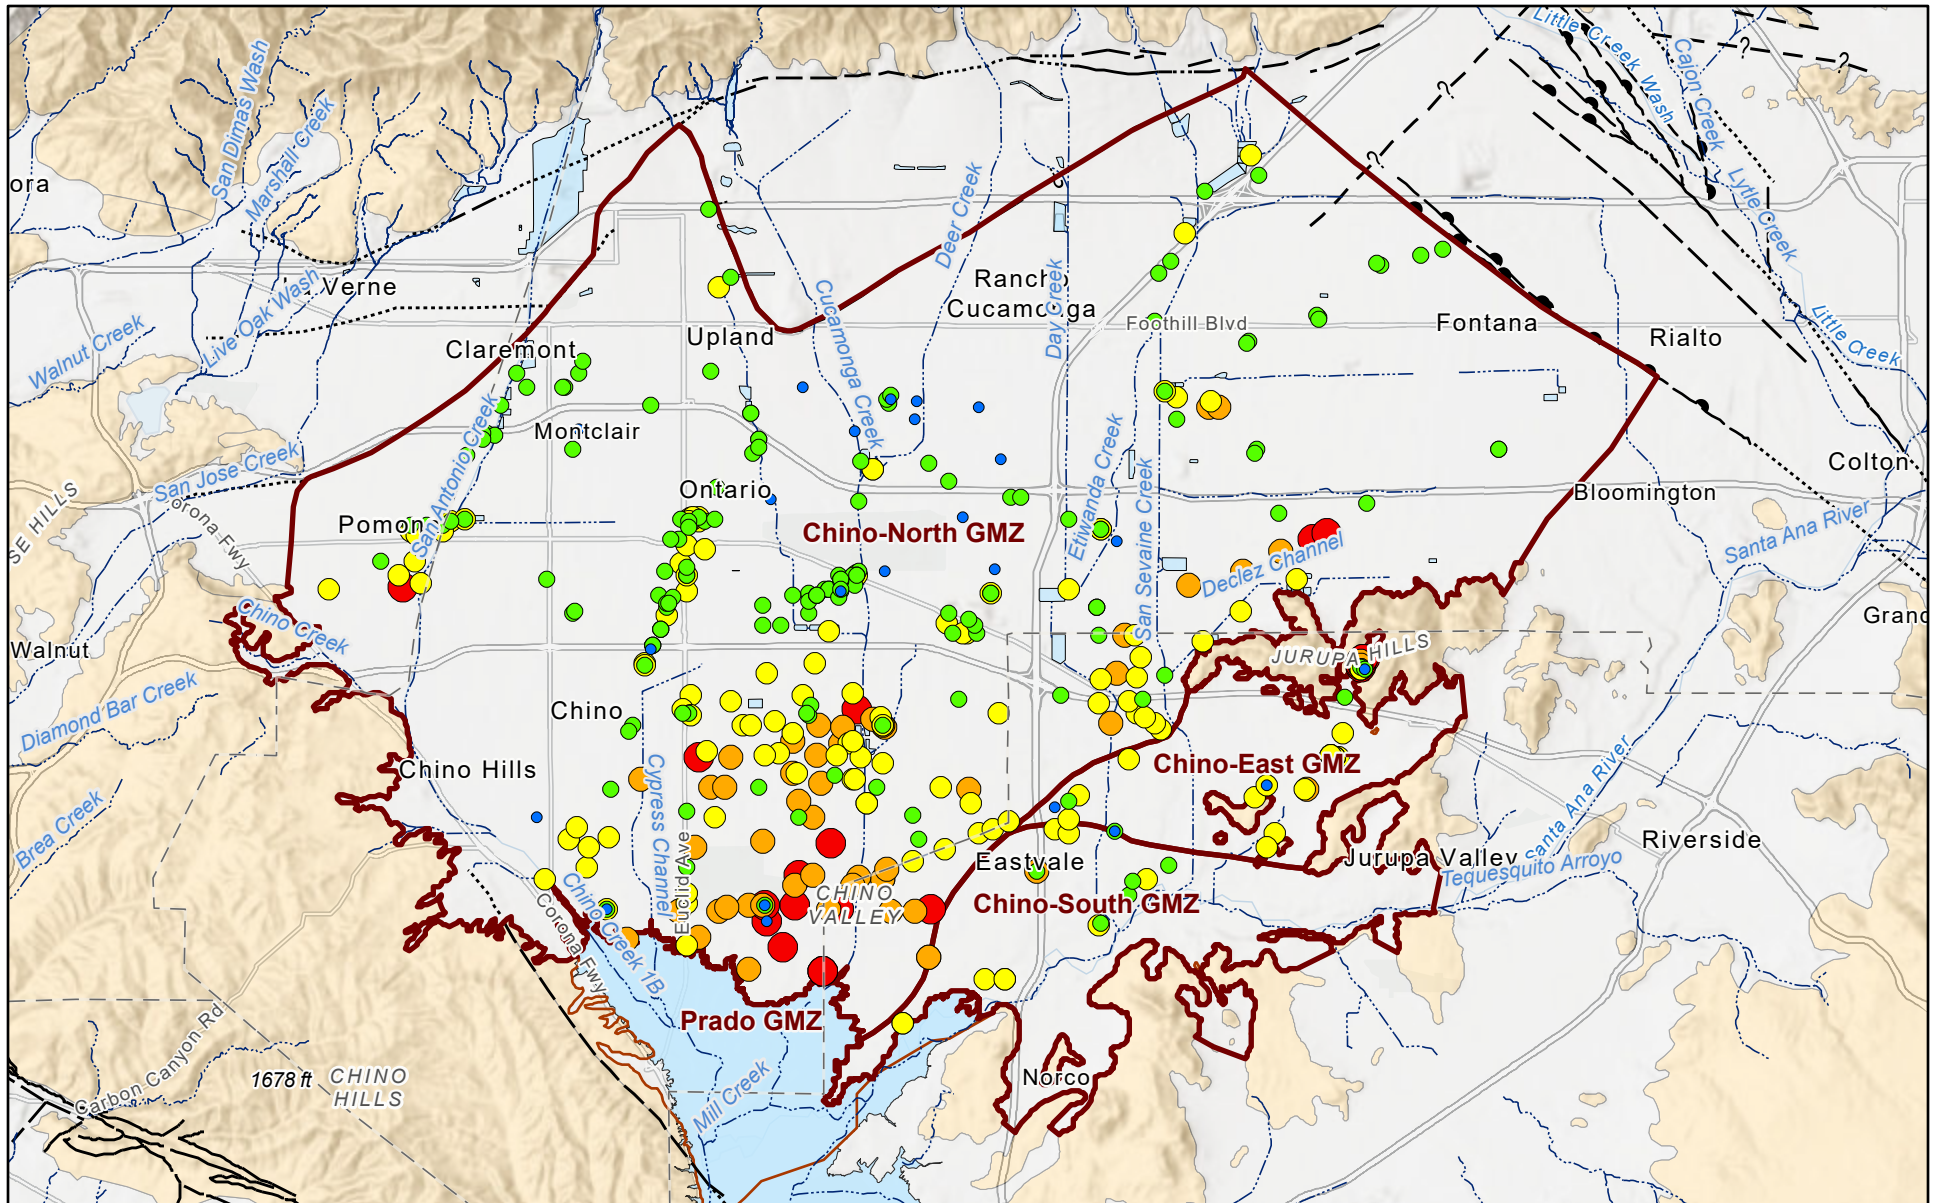 Little Creek Wash
Cajon Creek
San Dimas Wash
Marshall Creek
ora
Lytle Creek
Deer Creek
?
?
?
?
Verne
Live Oak Wash
Rancho
Cucamonga
Cucamonga Creek
Day Creek
Foothill Blvd
Fontana
Rialto
Little Creek
Walnut Creek
Claremont
Upland
Montclair
San Antonio Creek
San Jose Creek
Colton
Bloomington
Ontario
Pomon
Corona Fwy
SE HILLS
Chino-North GMZ
Etiwanda Creek
San Sevaine Creek
Declez Channel
Santa Ana River
Grand
Chino Creek
Walnut
JURUPA HILLS
Diamond Bar Creek
Chino
Chino Hills
Cypress Channel
Chino-East GMZ
Santa Ana River
Brea Creek
Euclid Ave
Eastvale
Jurupa Valley
Riverside
Tequesquito Arroyo
CHINO
VALLEY
Chino-South GMZ
Corona Fwy
Chino Creek 1B
Prado GMZ
Carbon Canyon Rd
1678 ft
CHINO
HILLS
Norco
Mill Creek